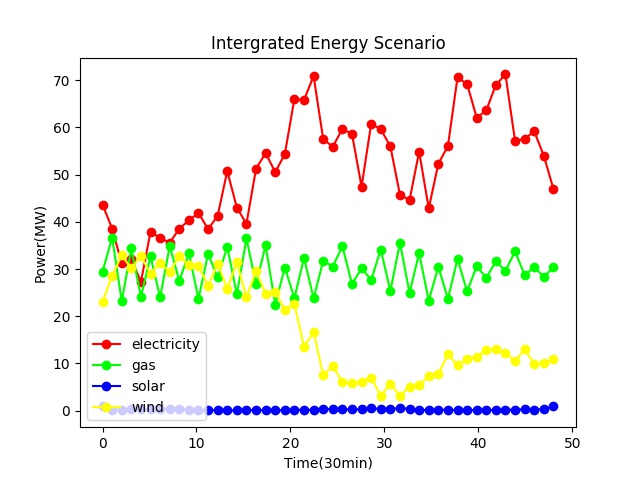 Intergrated Energy Scenario
Power(MW)
70
60
50
40
30
20
10
0
electricity
gas
solar
wind
0 10 20 30 40 50
Time(30min)